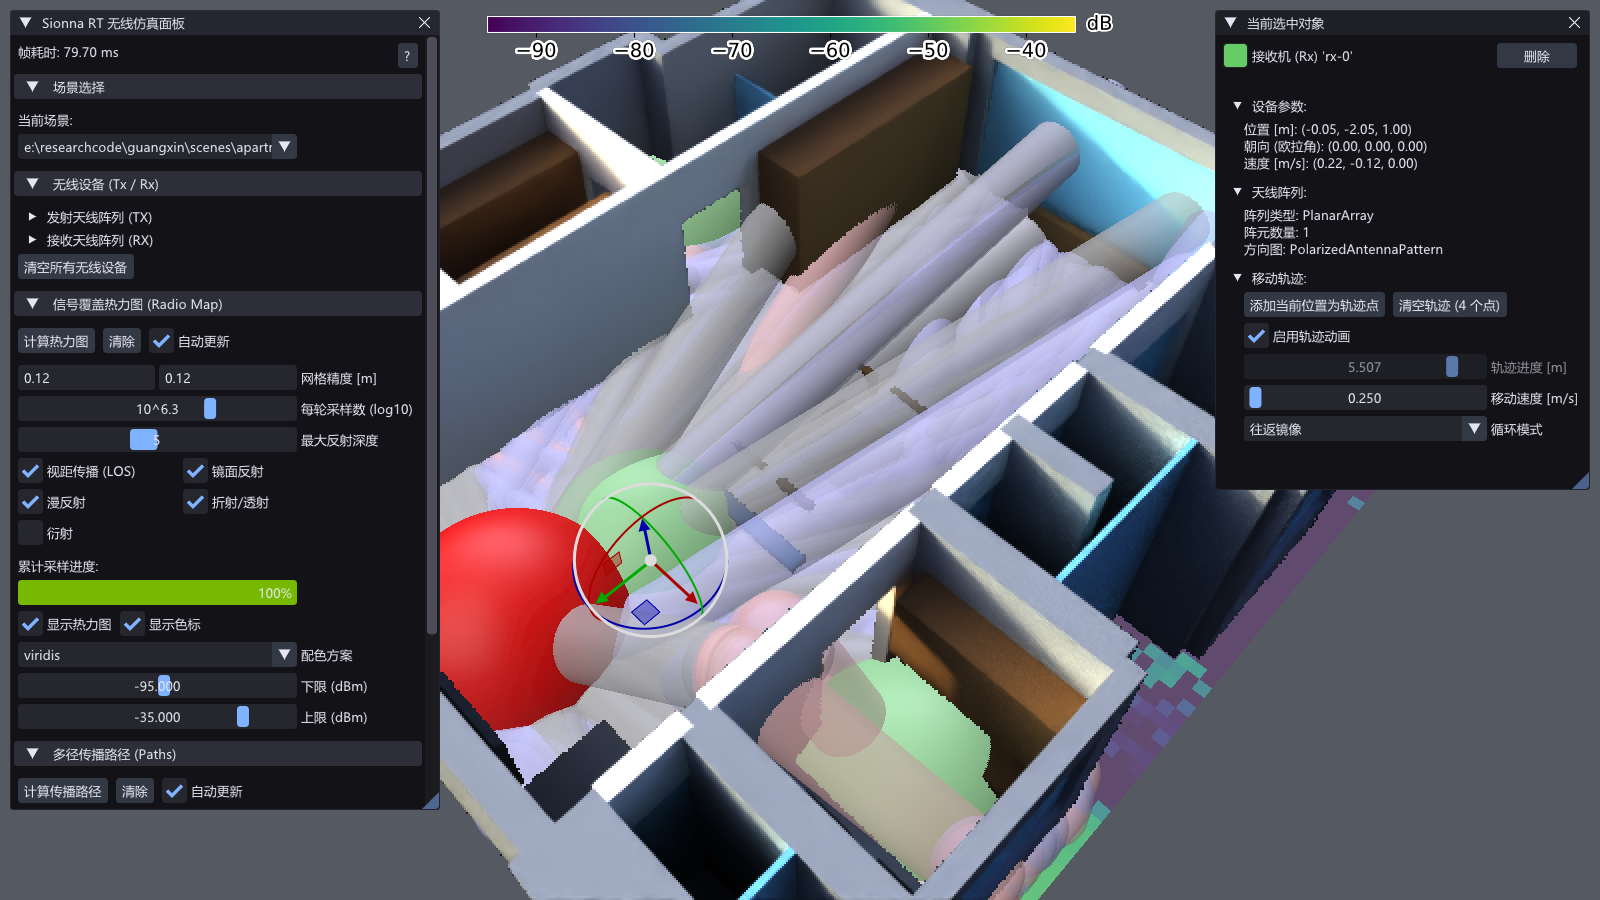 Sionna RT 无线仿真面板
帧耗时: 79.70 ms
?
场景选择
当前场景:
e:\researchcode\guangxin\scenes\apartr
无线设备 (Tx / Rx)
发射天线阵列 (TX)
接收天线阵列 (RX)
清空所有无线设备
信号覆盖热力图 (Radio Map)
计算热力图 清除 自动更新
0.12 0.12 网格精度 [m]
10^6.3 每轮采样数 (log10)
5 最大反射深度
视距传播 (LOS) 镜面反射
漫反射 折射/透射
衍射
累计采样进度:
100%
显示热力图 显示色标
viridis 配色方案
-95.000 下限 (dBm)
-35.000 上限 (dBm)
多径传播路径 (Paths)
计算传播路径 清除 自动更新
dB
−90 −80 −70 −60 −50 −40
当前选中对象
接收机 (Rx) 'rx-0' 删除
设备参数:
位置 [m]: (-0.05, -2.05, 1.00)
朝向 (欧拉角): (0.00, 0.00, 0.00)
速度 [m/s]: (0.22, -0.12, 0.00)
天线阵列:
阵列类型: PlanarArray
阵元数量: 1
方向图: PolarizedAntennaPattern
移动轨迹:
添加当前位置为轨迹点 清空轨迹 (4 个点)
启用轨迹动画
5.507 轨迹进度 [m]
0.250 移动速度 [m/s]
往返镜像 循环模式